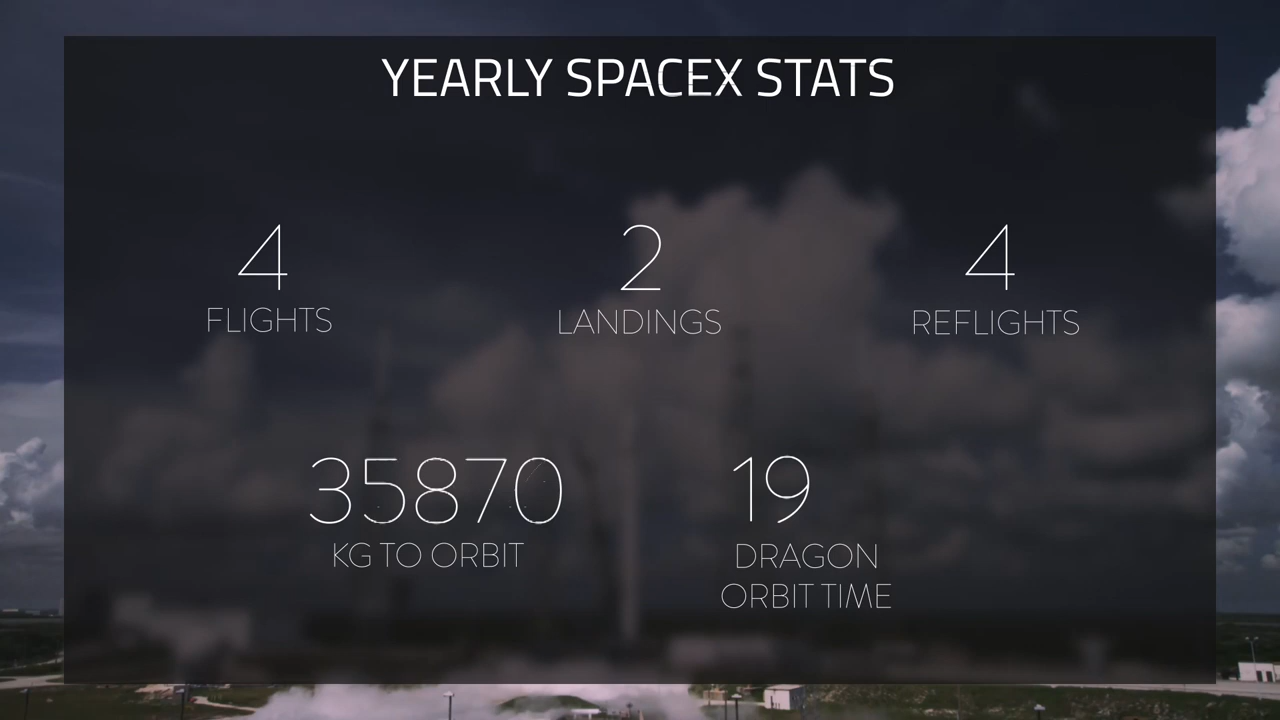 YEARLY SPACEX STATS
4
FLIGHTS
2
LANDINGS
4
REFLIGHTS
35870
KG TO ORBIT
19
DRAGON
ORBIT TIME